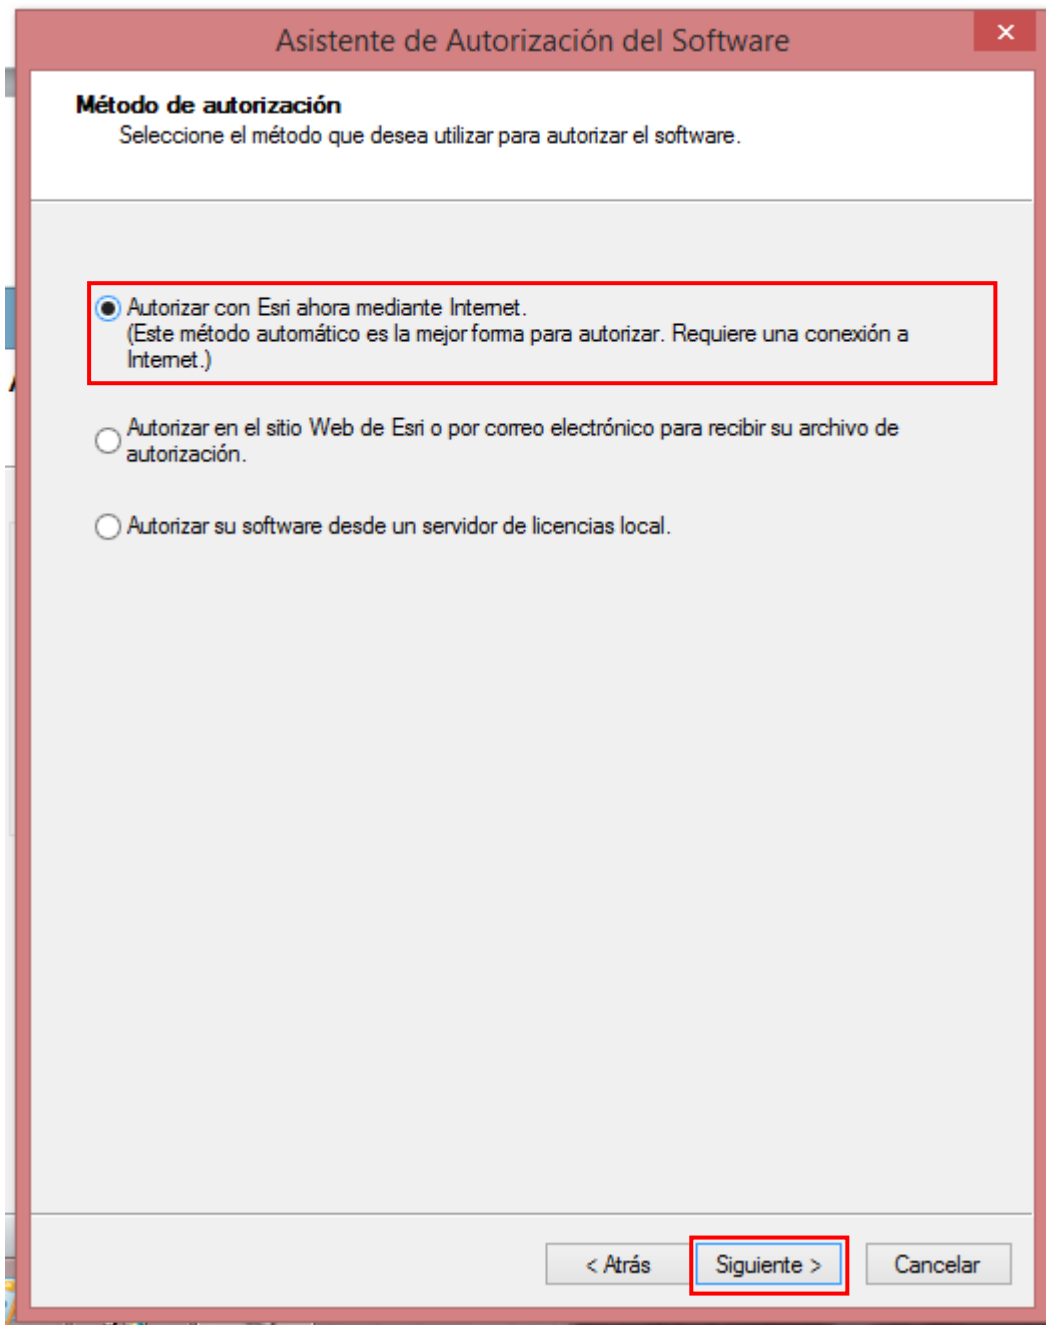 Asistente de Autorización del Software
Método de autorización
Seleccione el método que desea utilizar para autorizar el software.
Autorizar con Esri ahora mediante Internet.
(Este método automático es la mejor forma para autorizar. Requiere una conexión a
Internet.)
Autorizar en el sitio Web de Esri o por correo electrónico para recibir su archivo de
autorización.
Autorizar su software desde un servidor de licencias local.
< Atrás
Siguiente >
Cancelar